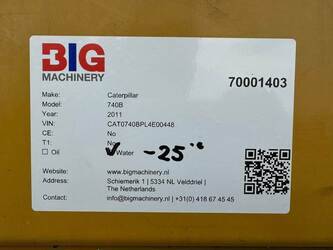 BIG
MACHINERY
70001403
Make: Caterpillar
Model: 740B
Year: 2011
VIN: CAT0740BPL4E00448
CE: No
T1: No
Oil Water -25°C
Website: www.bigmachinery.nl
Address: Schiemerik 1 | 5334 NL Velddriel |
The Netherlands
Contact: info@bigmachinery.nl | +31(0) 418 67 45 45